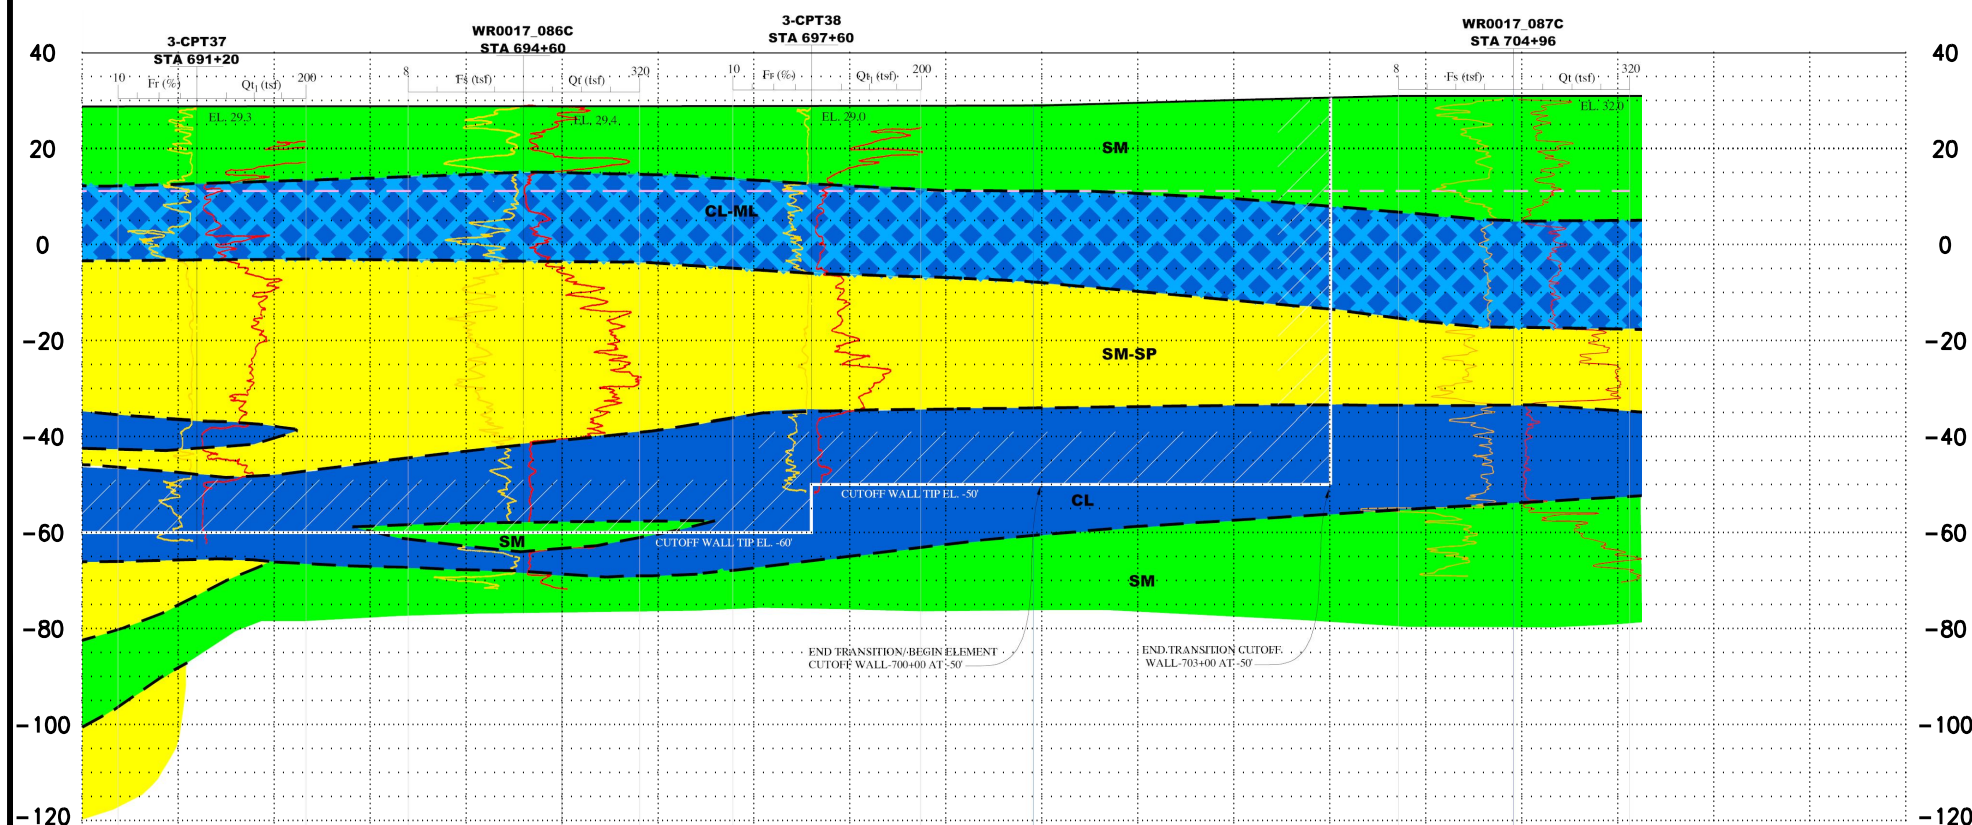 3-CPT37
STA 691+20
WR0017_086C
STA 694+60
3-CPT38
STA 697+60
WR0017_087C
STA 704+96
40
40
10
Fr (%)
Qt1 (tsf)
200
8
Fs (tsf)
Qt (tsf)
320
10
Fr (%)
Qt1 (tsf)
200
8
Fs (tsf)
Qt (tsf)
320
EL. 29.3
EL. 29.4
EL. 29.0
EL. 32.0
20
SM
20
CL-ML
0
0
-20
SM-SP
-20
-40
-40
CUTOFF WALL TIP EL. -50'
CL
-60
SM
CUTOFF WALL TIP EL. -60'
-60
SM
-80
-80
END TRANSITION/BEGIN ELEMENT
CUTOFF WALL-700+00 AT -50'
END TRANSITION CUTOFF
WALL-703+00 AT -50'
-100
-100
-120
-120